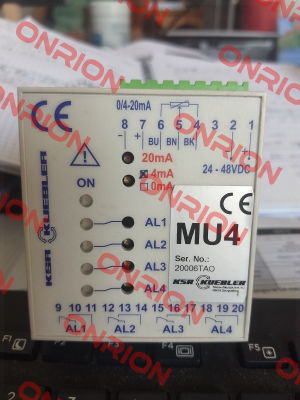 0/4-20mA
8 7 6 5 4 3 2 1
- + BU BN BK - +
20mA
4mA
0mA
24 - 48VDC
ON
AL1
AL2
AL3
AL4
MU4
Ser. No.:
20006TAO
KSR KUEBLER
KSR KUEBLER
9 10 11 12 13 14 15 16 17 18 19 20
AL1 AL2 AL3 AL4
ONRION
ONRION
ONRION
ONRION
ONRION
ONRION